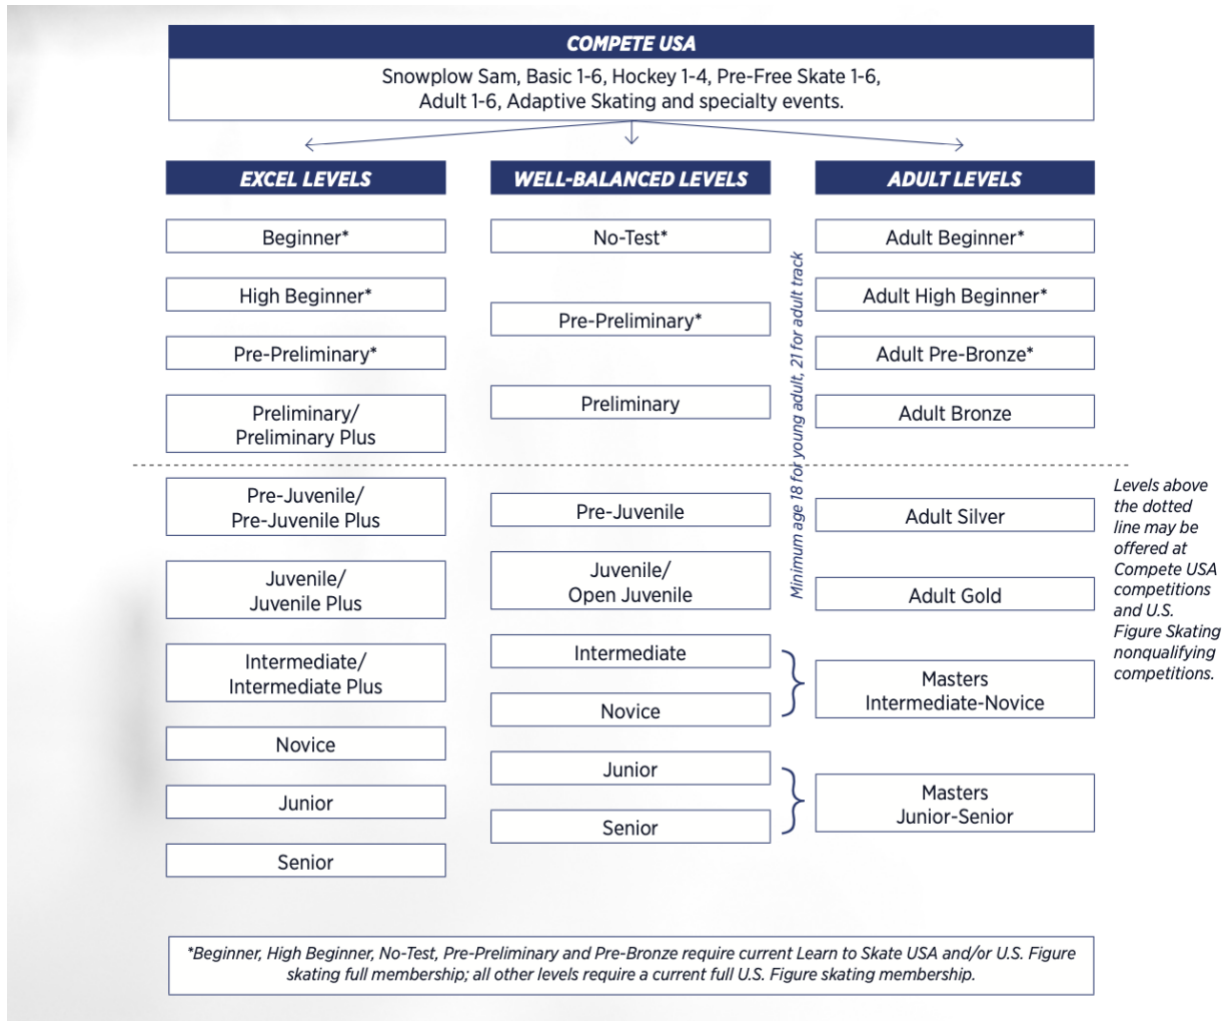 COMPETE USA
Snowplow Sam, Basic 1-6, Hockey 1-4, Pre-Free Skate 1-6,
Adult 1-6, Adaptive Skating and specialty events.
EXCEL LEVELS
Beginner*
High Beginner*
Pre-Preliminary*
Preliminary/
Preliminary Plus
Pre-Juvenile/
Pre-Juvenile Plus
Juvenile/
Juvenile Plus
Intermediate/
Intermediate Plus
Novice
Junior
Senior
WELL-BALANCED LEVELS
No-Test*
Pre-Preliminary*
Preliminary
Pre-Juvenile
Juvenile/
Open Juvenile
Intermediate
Novice
Junior
Senior
Minimum age 18 for young adult, 21 for adult track
ADULT LEVELS
Adult Beginner*
Adult High Beginner*
Adult Pre-Bronze*
Adult Bronze
Adult Silver
Adult Gold
Masters
Intermediate-Novice
Masters
Junior-Senior
Levels above
the dotted
line may be
offered at
Compete USA
competitions
and U.S.
Figure Skating
nonqualifying
competitions.
*Beginner, High Beginner, No-Test, Pre-Preliminary and Pre-Bronze require current Learn to Skate USA and/or U.S. Figure
skating full membership; all other levels require a current full U.S. Figure skating membership.